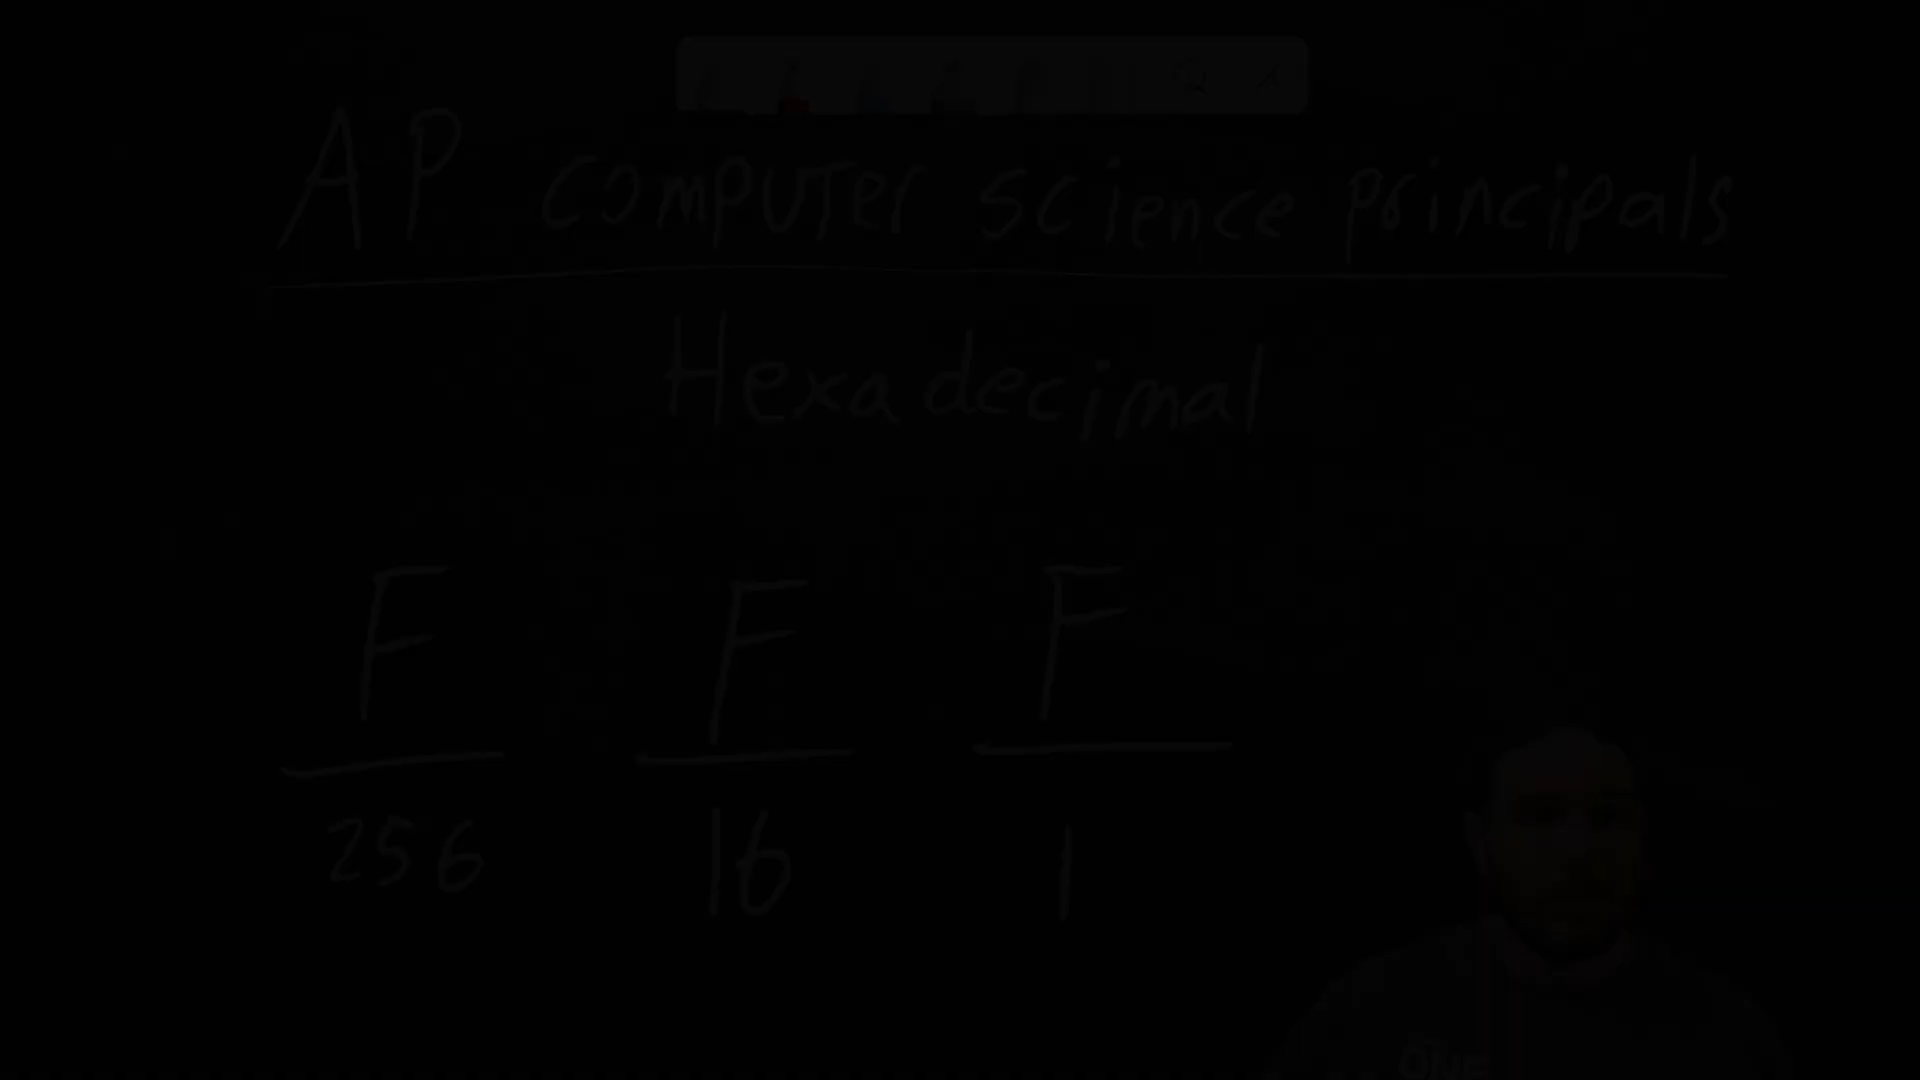 AP computer science principals
Hexadecimal
F F F
256 16 1